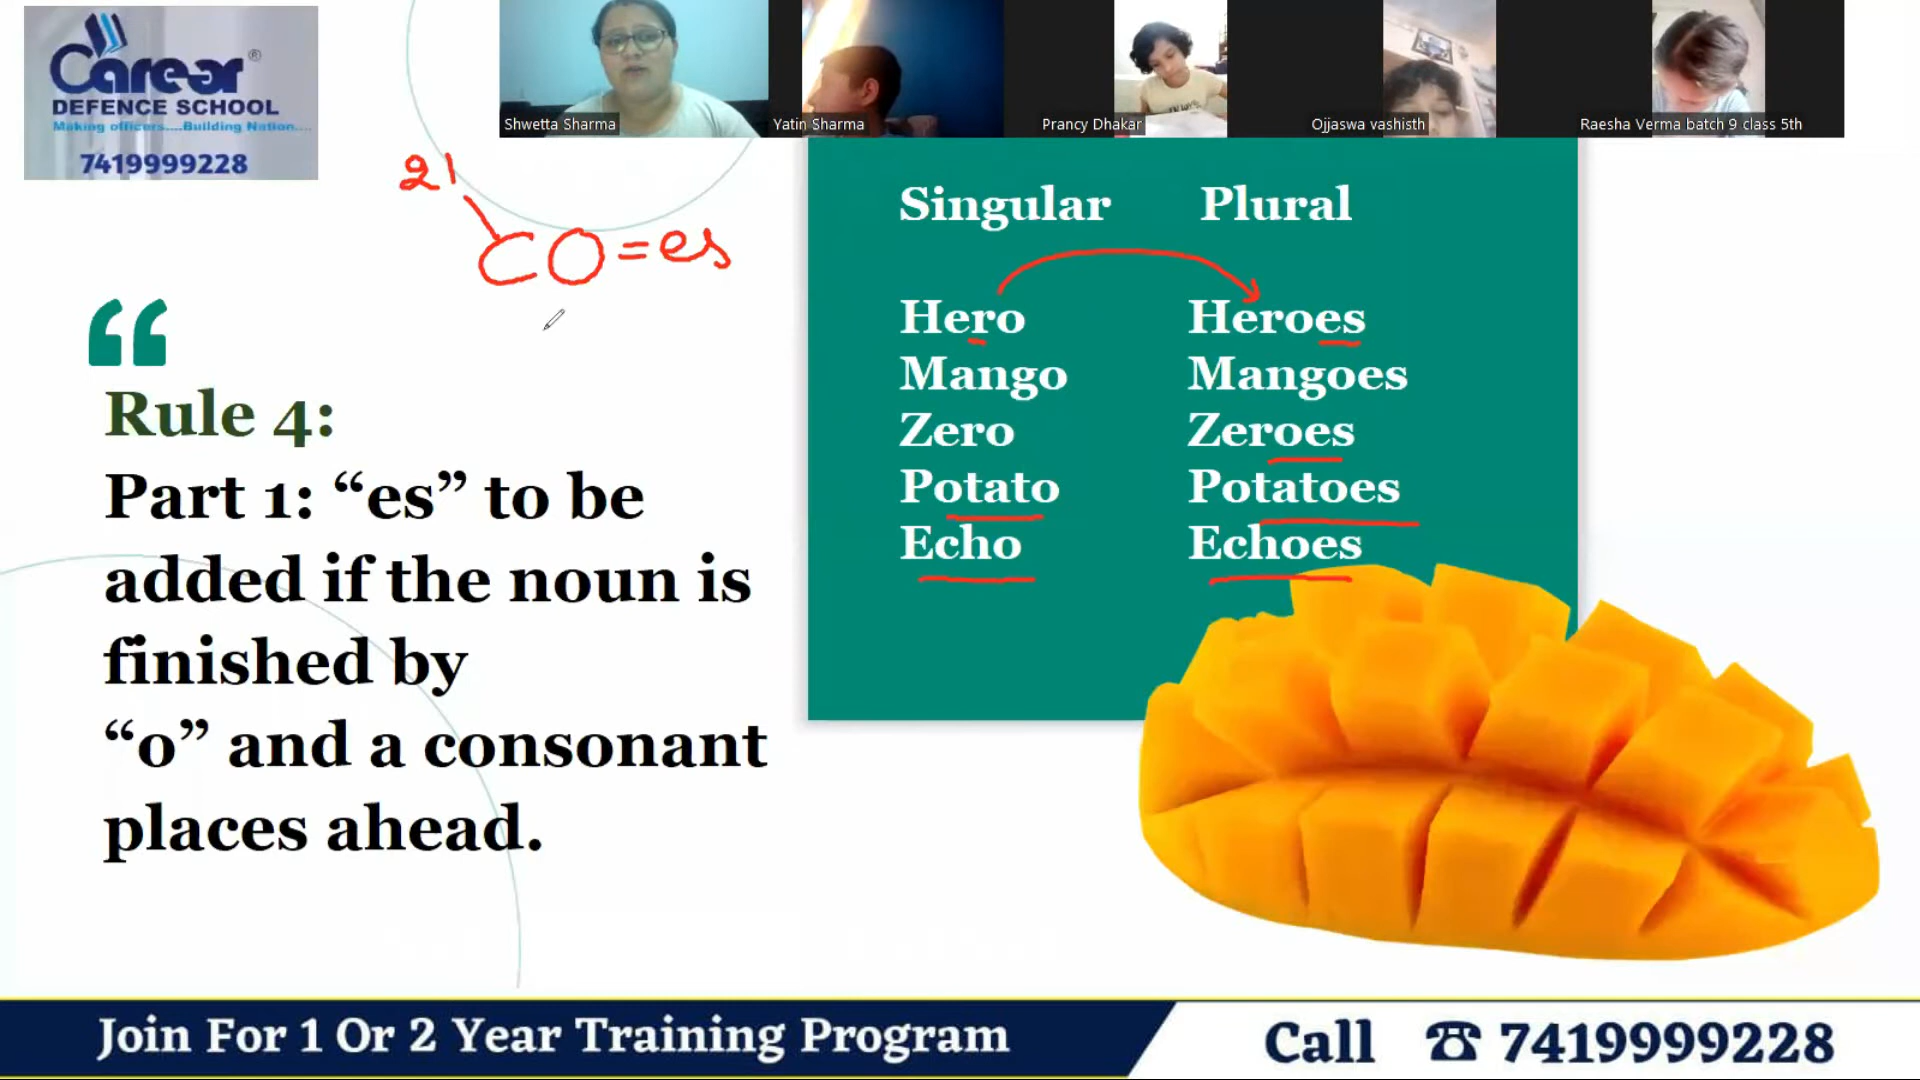 Carear®
DEFENCE SCHOOL
Making officers....Building Nation....
7419999228
Shwetta Sharma
Yatin Sharma
Prancy Dhakar
Ojjaswa vashisth
Raesha Verma batch 9 class 5th
21
CO=es
“
Rule 4:
Part 1: “es” to be
added if the noun is
finished by
“o” and a consonant
places ahead.
Singular Plural
Hero Heroes
Mango Mangoes
Zero Zeroes
Potato Potatoes
Echo Echoes
Join For 1 Or 2 Year Training Program
Call ☎ 7419999228